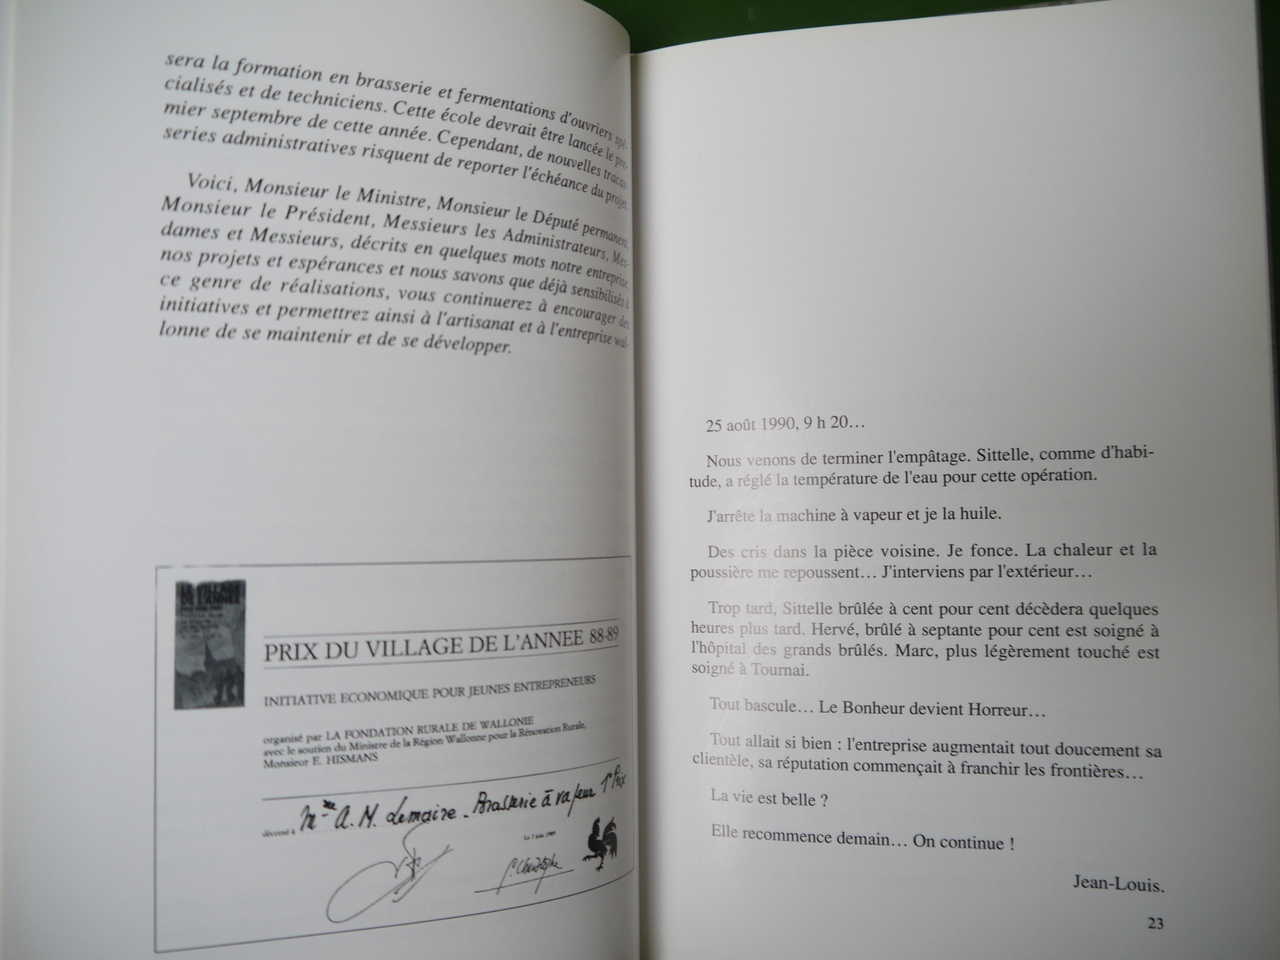 sera la formation en brasserie et fermentations d'ouvriers spé-
cialisés et de techniciens. Cette école devrait être lancée le pre-
mier septembre de cette année. Cependant, de nouvelles tracas-
series administratives risquent de reporter l'échéance du projet.
Voici, Monsieur le Ministre, Monsieur le Député permanent,
Monsieur le Président, Messieurs les Administrateurs, Mes-
dames et Messieurs, décrits en quelques mots notre entreprise,
nos projets et espérances et nous savons que déjà sensibilisés à
ce genre de réalisations, vous continuerez à encourager des
initiatives et permettrez ainsi à l'artisanat et à l'entreprise wal-
lonne de se maintenir et de se développer.
LE VILLAGE
DE L'ANNEE
PRIX DU VILLAGE DE L'ANNEE 88-89
INITIATIVE ECONOMIQUE POUR JEUNES ENTREPRENEURS
organisé par LA FONDATION RURALE DE WALLONIE
avec le soutien du Ministre de la Région Wallonne pour la Rénovation Rurale,
Monsieur E. HISMANS
décerné à Mme A.M. Lemaire - Brasserie à vapeur 1er Prix
Le 7 juin 1989
25 août 1990, 9 h 20…
Nous venons de terminer l'empâtage. Sittelle, comme d'habi-
tude, a réglé la température de l'eau pour cette opération.
J'arrête la machine à vapeur et je la huile.
Des cris dans la pièce voisine. Je fonce. La chaleur et la
poussière me repoussent… J'interviens par l'extérieur…
Trop tard, Sittelle brûlée à cent pour cent décèdera quelques
heures plus tard. Hervé, brûlé à septante pour cent est soigné à
l'hôpital des grands brûlés. Marc, plus légèrement touché est
soigné à Tournai.
Tout bascule… Le Bonheur devient Horreur…
Tout allait si bien : l'entreprise augmentait tout doucement sa
clientèle, sa réputation commençait à franchir les frontières…
La vie est belle ?
Elle recommence demain… On continue !
Jean-Louis.
23